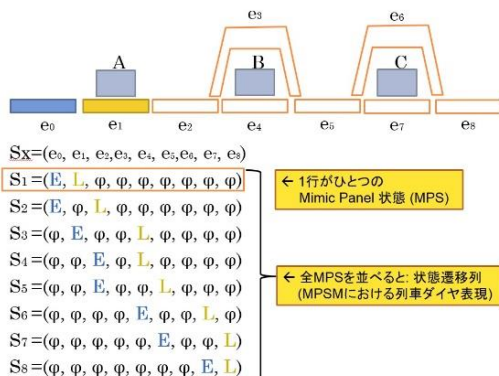 e₃ e₆
A B C
e₀ e₁ e₂ e₄ e₅ e₇ e₈
Sx=(e₀, e₁, e₂,e₃, e₄, e₅,e₆, e₇, e₈)
S₁=(E, L, φ, φ, φ, φ, φ, φ, φ)
S₂=(E, φ, L, φ, φ, φ, φ, φ, φ)
S₃=(φ, E, φ, φ, L, φ, φ, φ, φ)
S₄=(φ, φ, E, φ, L, φ, φ, φ, φ)
S₅=(φ, φ, E, φ, φ, L, φ, φ, φ)
S₆=(φ, φ, φ, φ, E, φ, φ, L, φ)
S₇=(φ, φ, φ, φ, φ, E, φ, φ, L)
S₈=(φ, φ, φ, φ, φ, φ, φ, E, L)
← 1行がひとつの
Mimic Panel 状態 (MPS)
← 全MPSを並べると: 状態遷移列
(MPSMにおける列車ダイヤ表現)